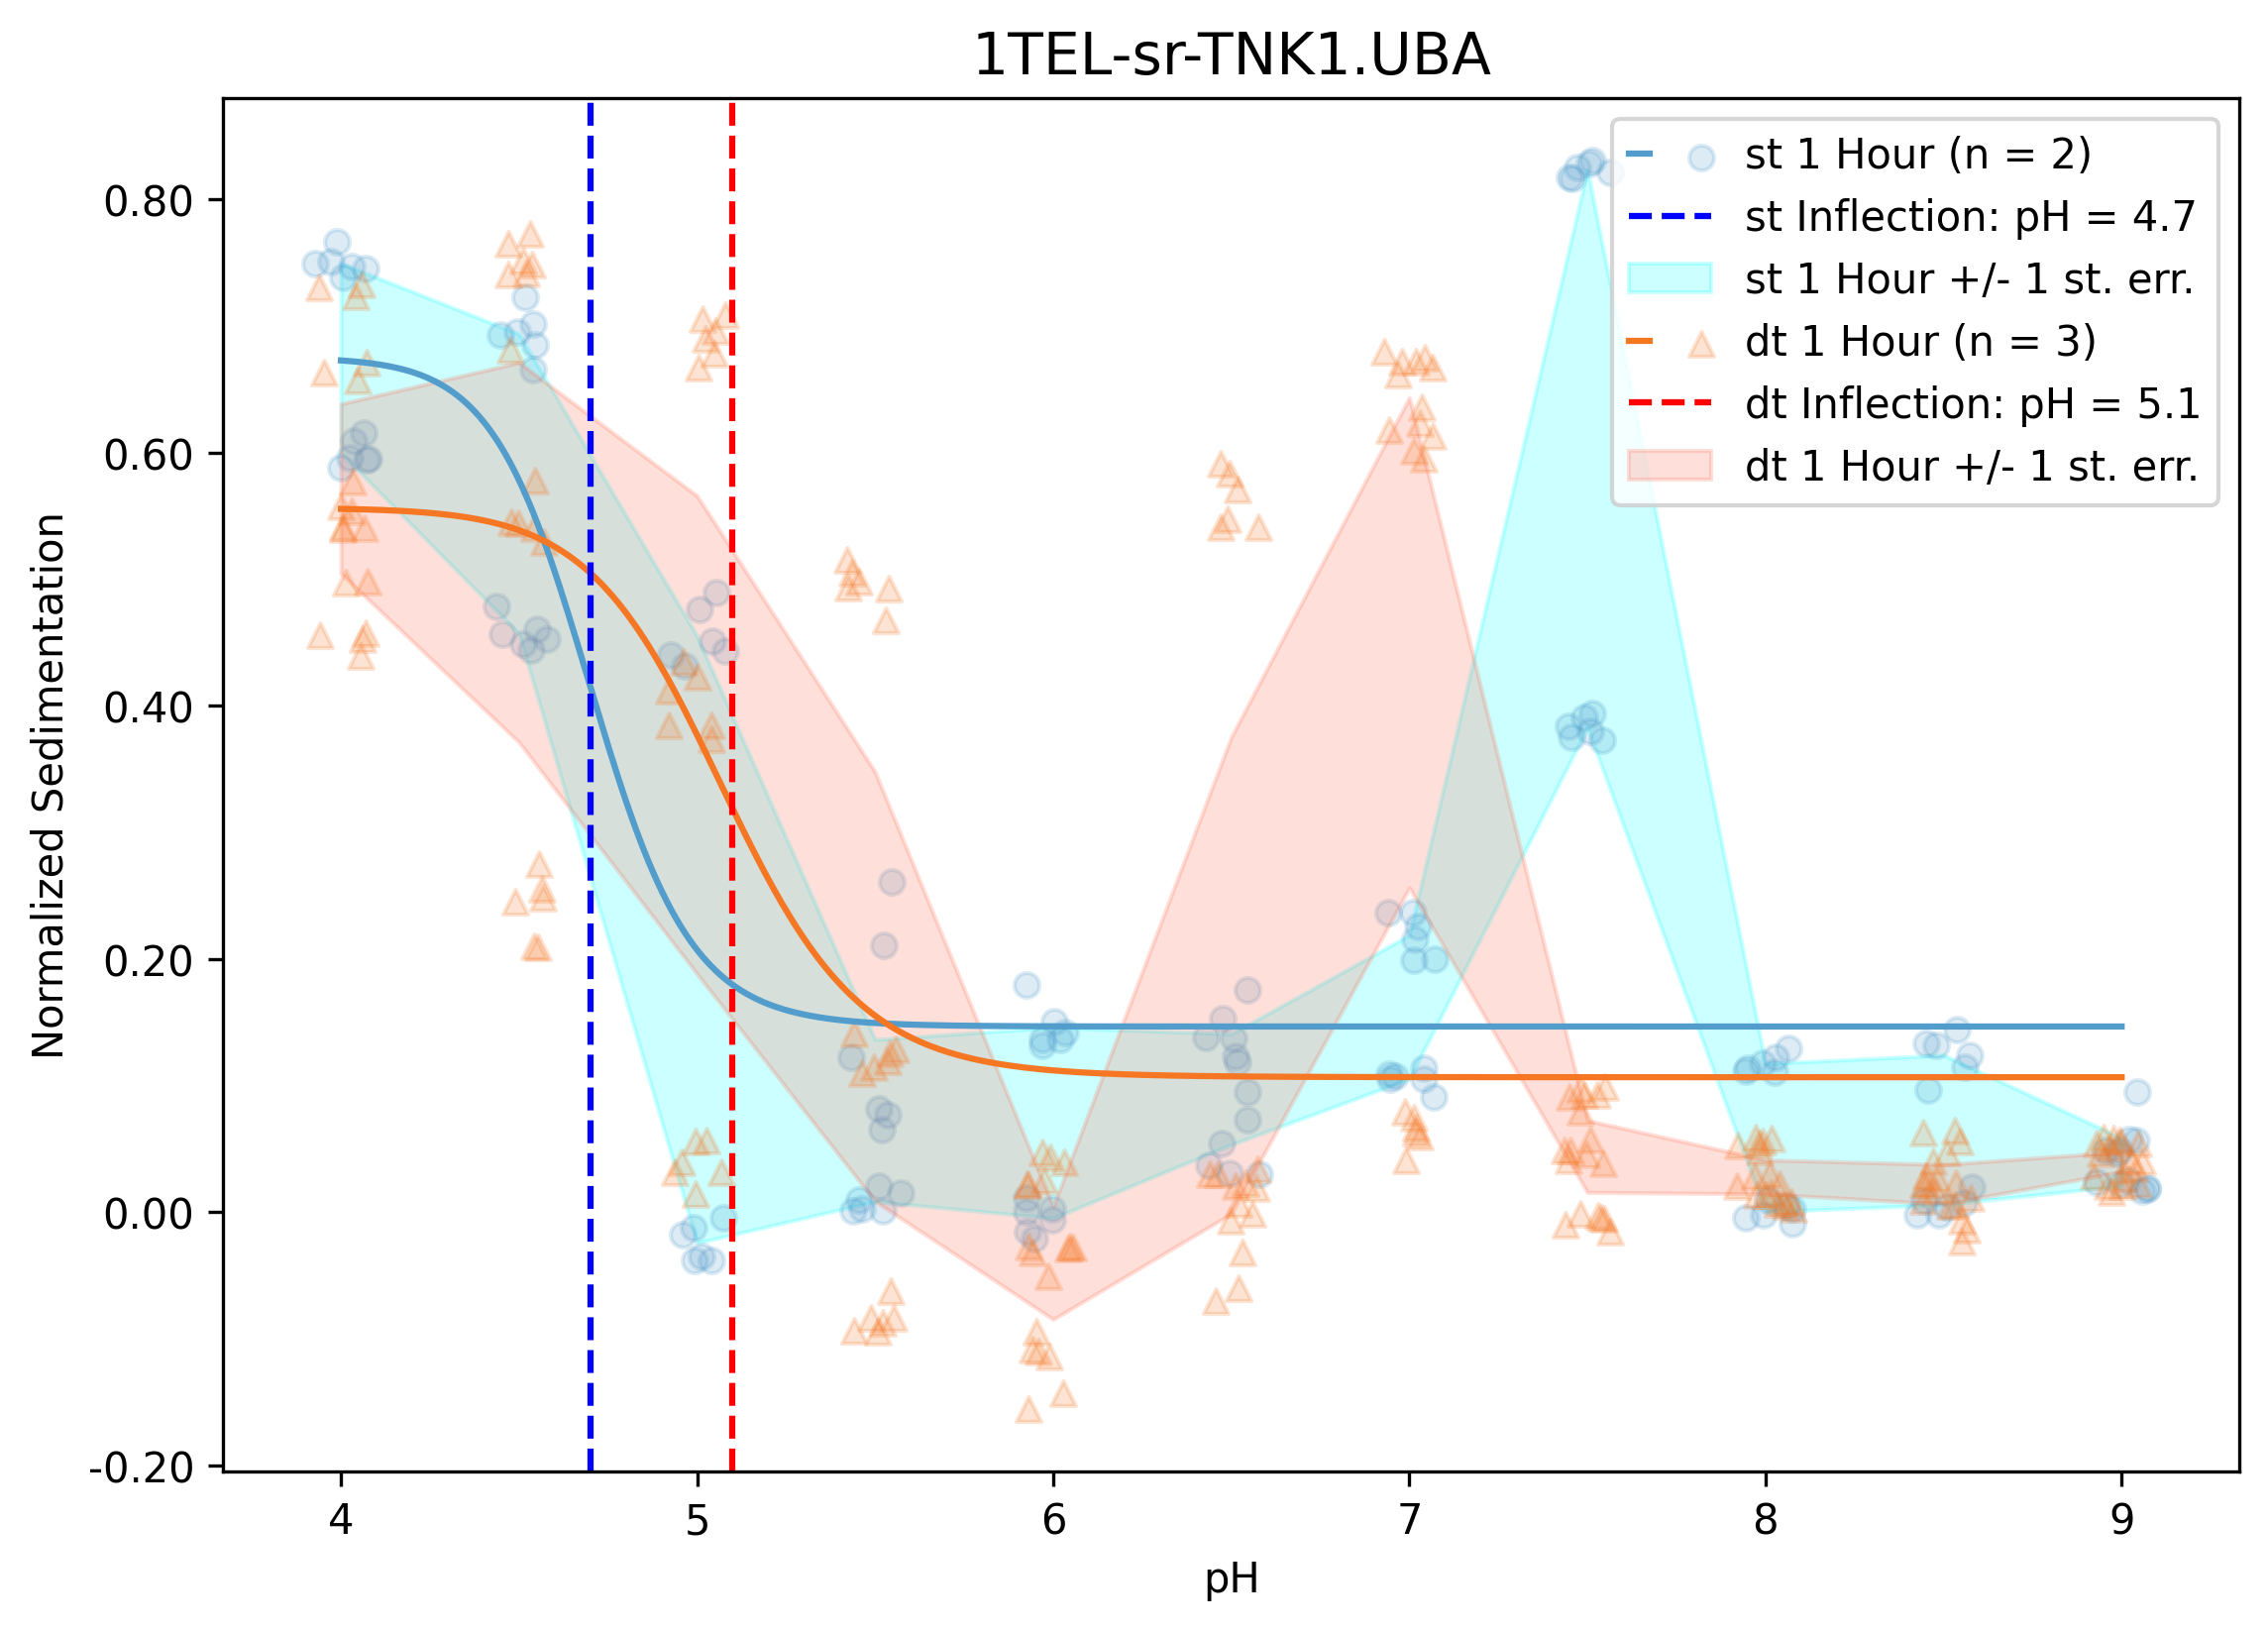 1TEL-sr-TNK1.UBA
st 1 Hour (n = 2)
st Inflection: pH = 4.7
st 1 Hour +/- 1 st. err.
dt 1 Hour (n = 3)
dt Inflection: pH = 5.1
dt 1 Hour +/- 1 st. err.
Normalized Sedimentation
0.80
0.60
0.40
0.20
0.00
-0.20
4 5 6 7 8 9
pH